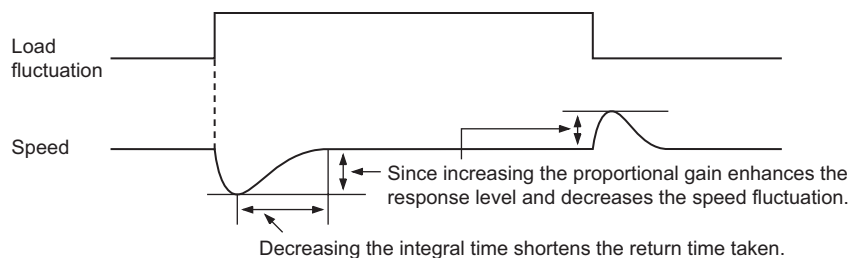 Load
fluctuation
Speed
Since increasing the proportional gain enhances the
response level and decreases the speed fluctuation.
Decreasing the integral time shortens the return time taken.